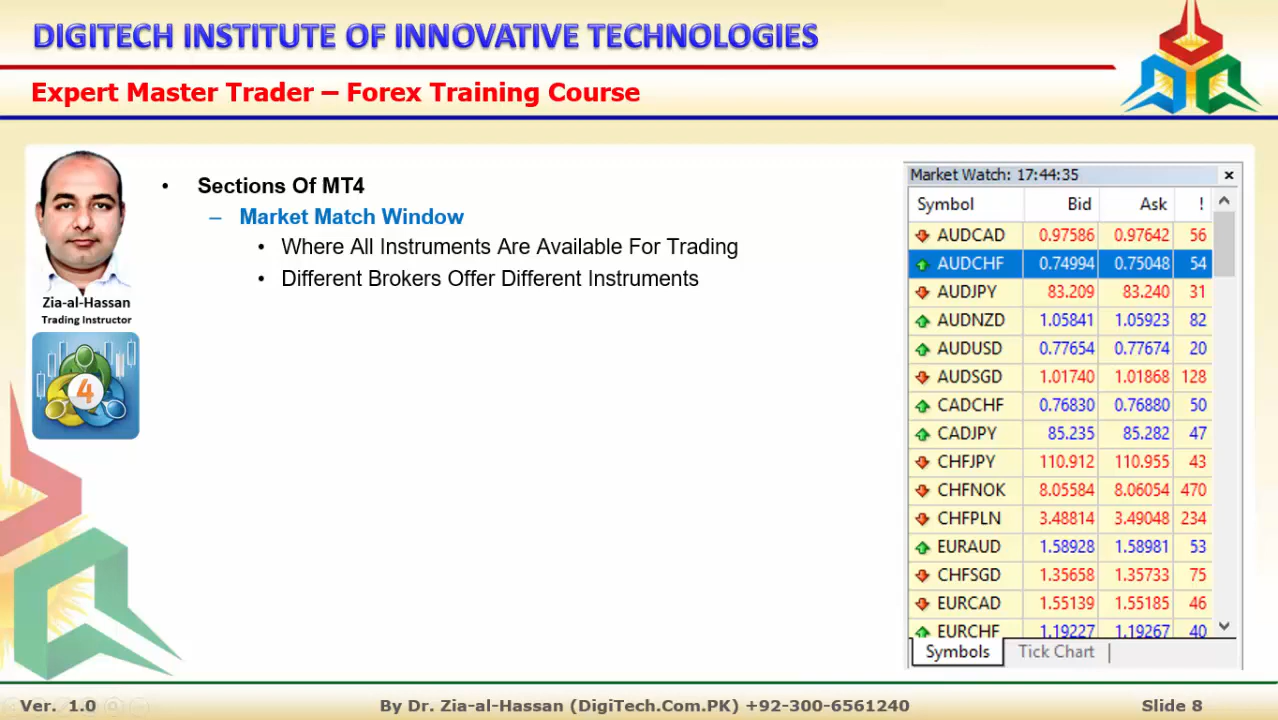 DIGITECH INSTITUTE OF INNOVATIVE TECHNOLOGIES
Expert Master Trader – Forex Training Course
Zia-al-Hassan
Trading Instructor
4
• Sections Of MT4
– Market Match Window
• Where All Instruments Are Available For Trading
• Different Brokers Offer Different Instruments
Market Watch: 17:44:35 ×
Symbol Bid Ask !
AUDCAD 0.97586 0.97642 56
AUDCHF 0.74994 0.75048 54
AUDJPY 83.209 83.240 31
AUDNZD 1.05841 1.05923 82
AUDUSD 0.77654 0.77674 20
AUDSGD 1.01740 1.01868 128
CADCHF 0.76830 0.76880 50
CADJPY 85.235 85.282 47
CHFJPY 110.912 110.955 43
CHFNOK 8.05584 8.06054 470
CHFPLN 3.48814 3.49048 234
EURAUD 1.58928 1.58981 53
CHFSGD 1.35658 1.35733 75
EURCAD 1.55139 1.55185 46
EURCHF 1.19227 1.19267 40
Symbols Tick Chart |
Ver. 1.0 By Dr. Zia-al-Hassan (DigiTech.Com.PK) +92-300-6561240 Slide 8